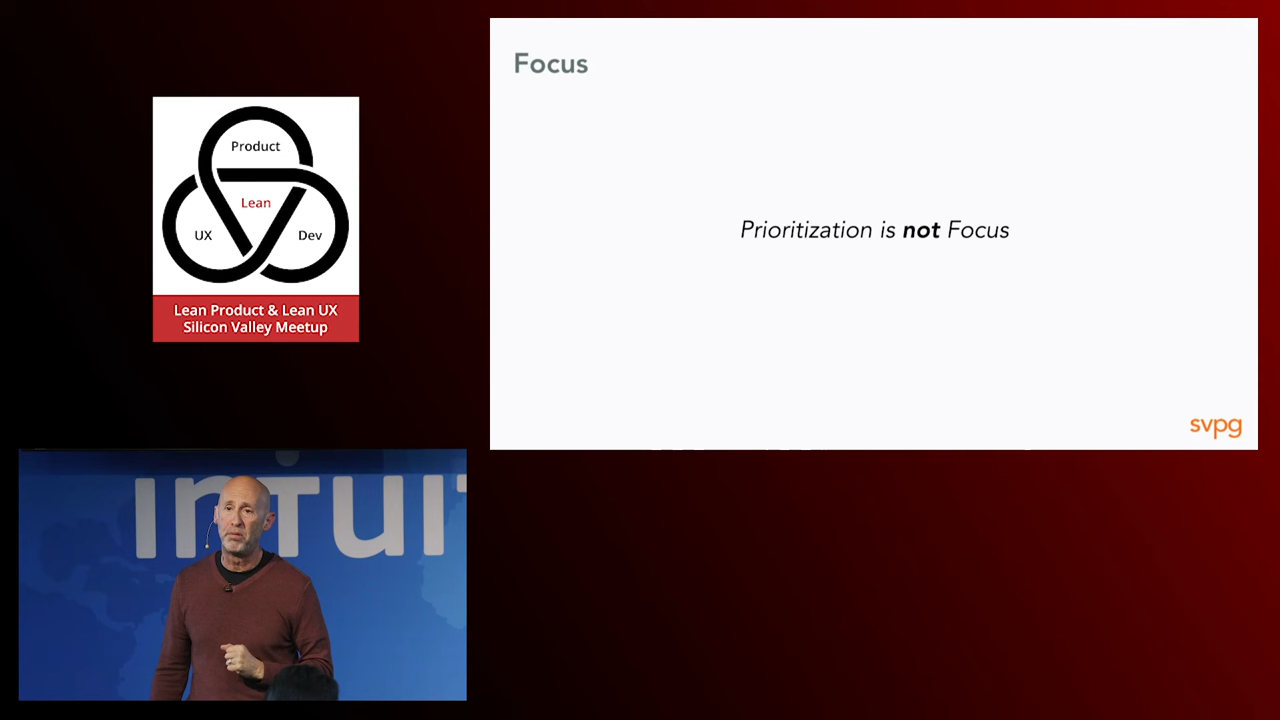 Focus
Prioritization is not Focus
svpg
Product
Lean
UX
Dev
Lean Product & Lean UX
Silicon Valley Meetup
intuit